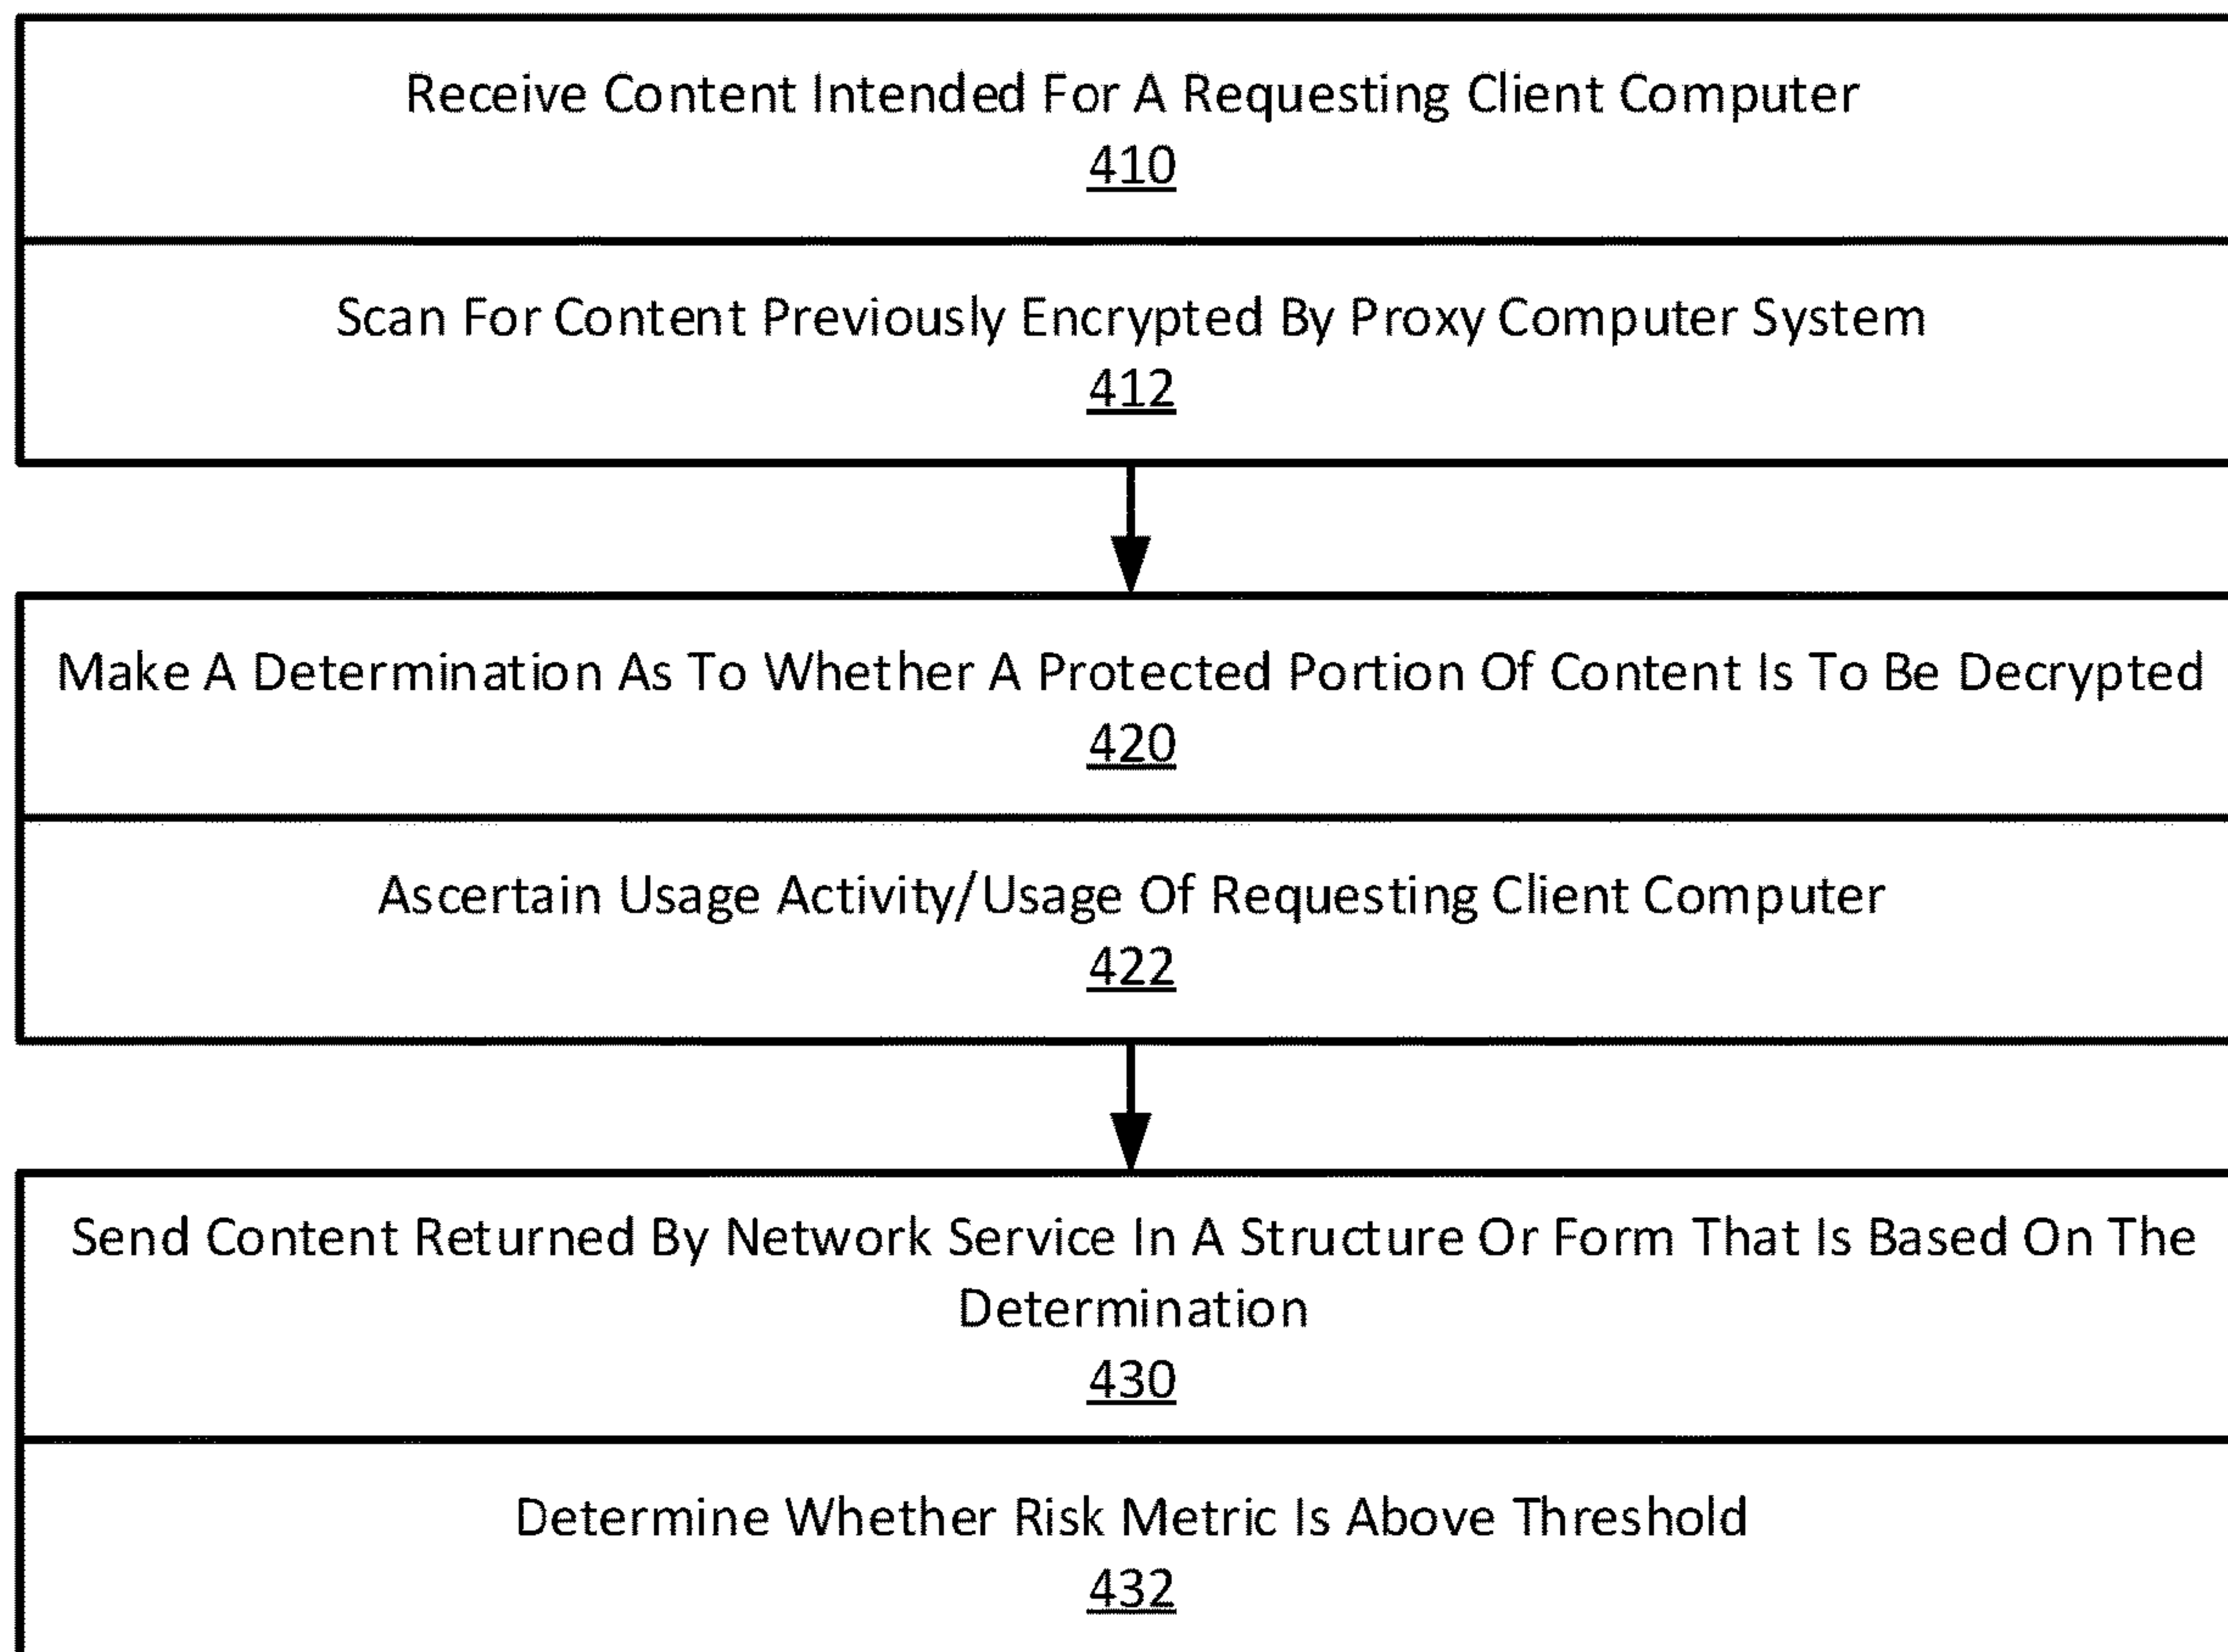 Receive Content Intended For A Requesting Client Computer
410
Scan For Content Previously Encrypted By Proxy Computer System
412
Make A Determination As To Whether A Protected Portion Of Content Is To Be Decrypted
420
Ascertain Usage Activity/Usage Of Requesting Client Computer
422
Send Content Returned By Network Service In A Structure Or Form That Is Based On The
Determination
430
Determine Whether Risk Metric Is Above Threshold
432